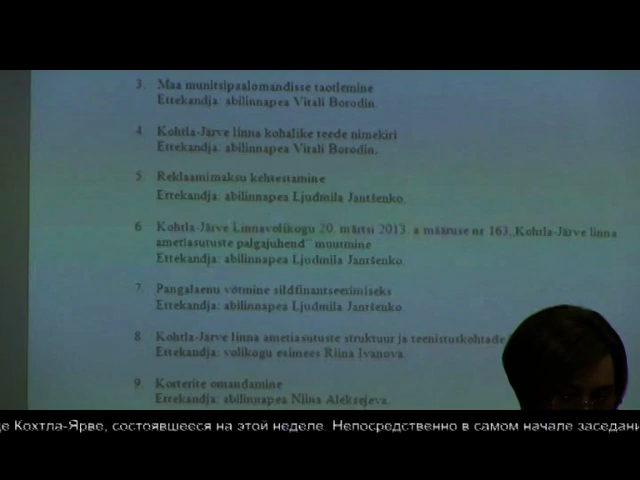 3. Maa munitsipaalomandisse taotlemine
Ettekandja: abilinnapea Vitali Borodin
4. Kohtla-Järve linna kohalike teede nimekiri
Ettekandja: abilinnapea Vitali Borodin.
5. Reklaamimaksu kehtestamine
Ettekandja: abilinnapea Ljudmila Jantšenko.
6 Kohtla-Järve Linnavolikogu 20. märtsi 2013. a määruse nr 163 „Kohtla-Järve linna
ametiasutuste palgajuhend" muutmine
Ettekandja: abilinnapea Ljudmila Jantšenko
7. Pangalaenu võtmine sildfinantseerimiseks
Ettekandja: abilinnapea Ljudmila Jantšenko
8. Kohtla-Järve linna ametiasutuste struktuur ja teenistuskohtade
Ettekandja: volikogu esimees Riina Ivanova.
9. Korterite omandamine
Ettekandja: abilinnapea Niina Aleksejeva.
де Кохтла-Ярве, состоявшееся на этой неделе. Непосредственно в самом начале заседани